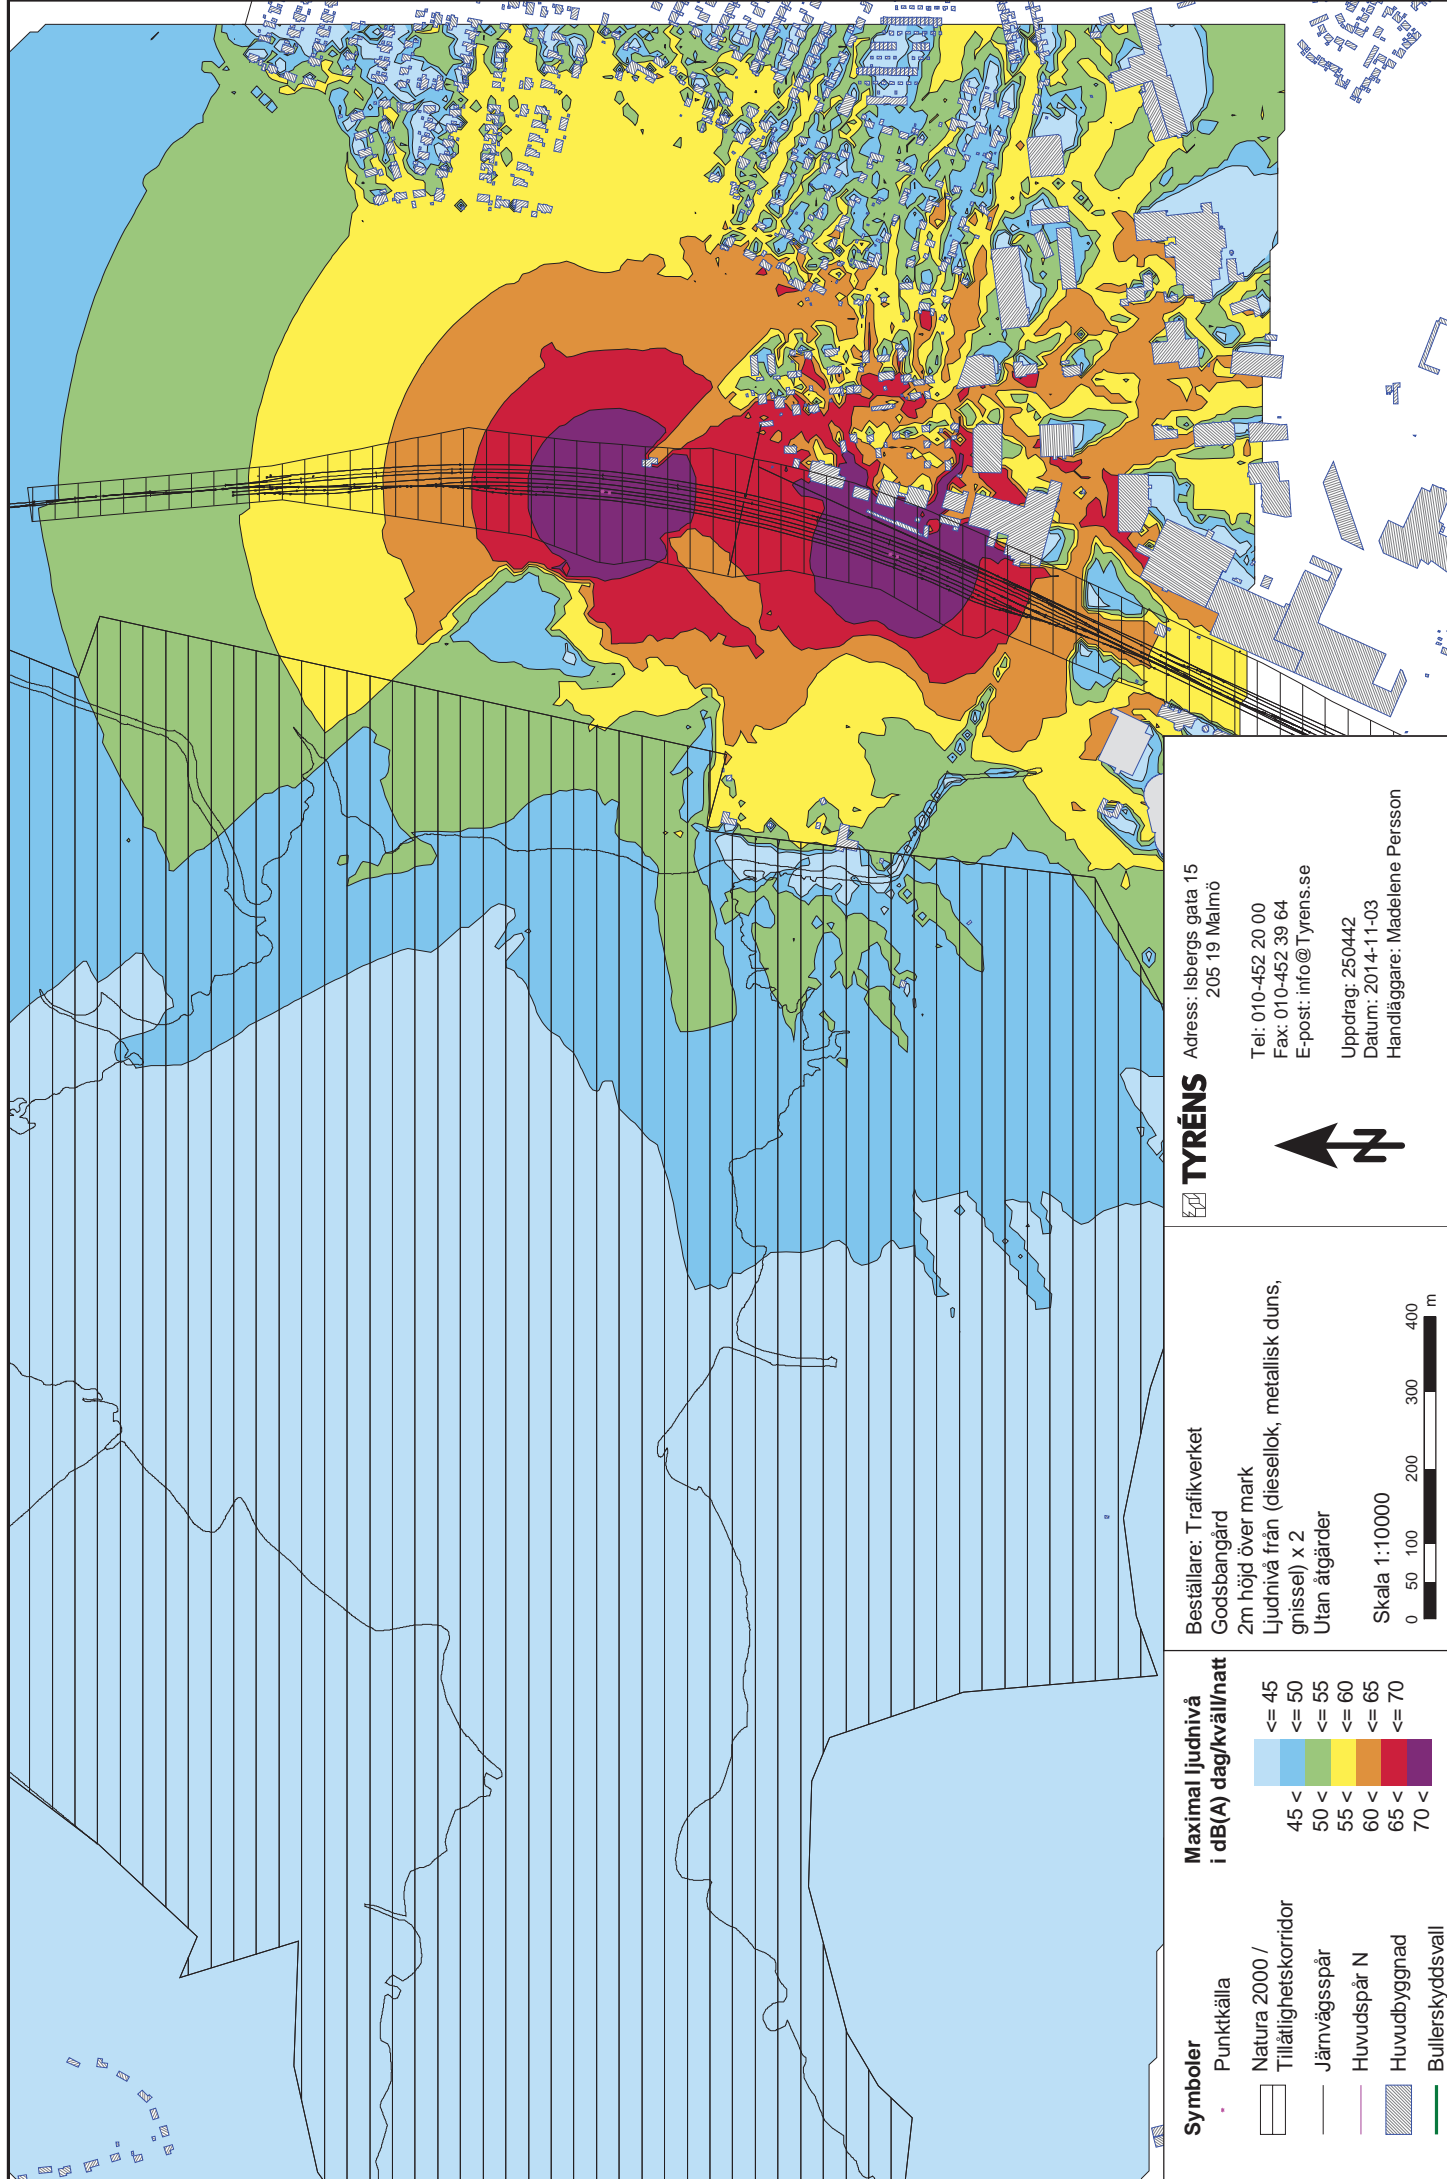 Symboler
Punktkälla
Natura 2000 /
Tillåtlighetskorridor
Järnvägsspår
Huvudspår N
Huvudbyggnad
Bullerskyddsvall
Maximal ljudnivå
i dB(A) dag/kväll/natt
<= 45
45 < <= 50
50 < <= 55
55 < <= 60
60 < <= 65
65 < <= 70
70 <
Beställare: Trafikverket
Godsbangård
2m höjd över mark
Ljudnivå från (diesellok, metallisk duns,
gnissel) x 2
Utan åtgärder
Skala 1:10000
0 50 100 200 300 400
m
TYRÉNS
Adress: Isbergs gata 15
205 19 Malmö
Tel: 010-452 20 00
Fax: 010-452 39 64
E-post: info@Tyrens.se
Uppdrag: 250442
Datum: 2014-11-03
Handläggare: Madelene Persson
N